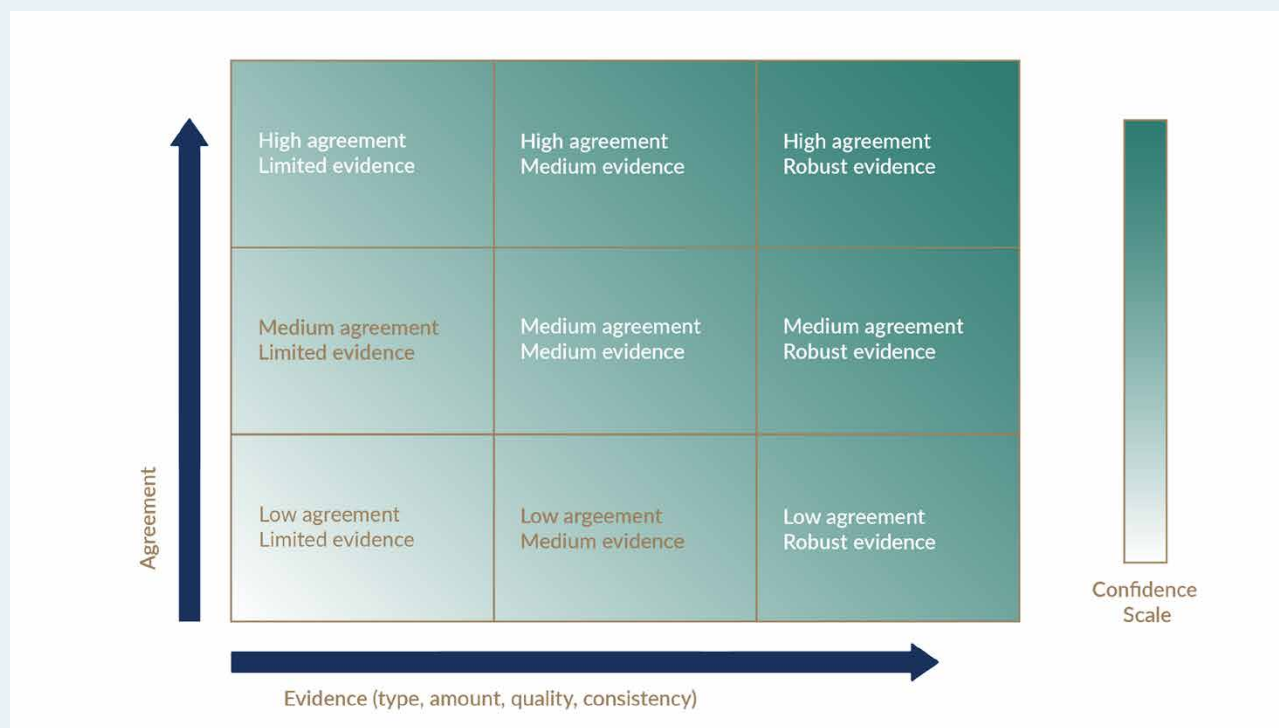 High agreement
Limited evidence
High agreement
Medium evidence
High agreement
Robust evidence
Medium agreement
Limited evidence
Medium agreement
Medium evidence
Medium agreement
Robust evidence
Low agreement
Limited evidence
Low argeement
Medium evidence
Low agreement
Robust evidence
Agreement
Evidence (type, amount, quality, consistency)
Confidence
Scale